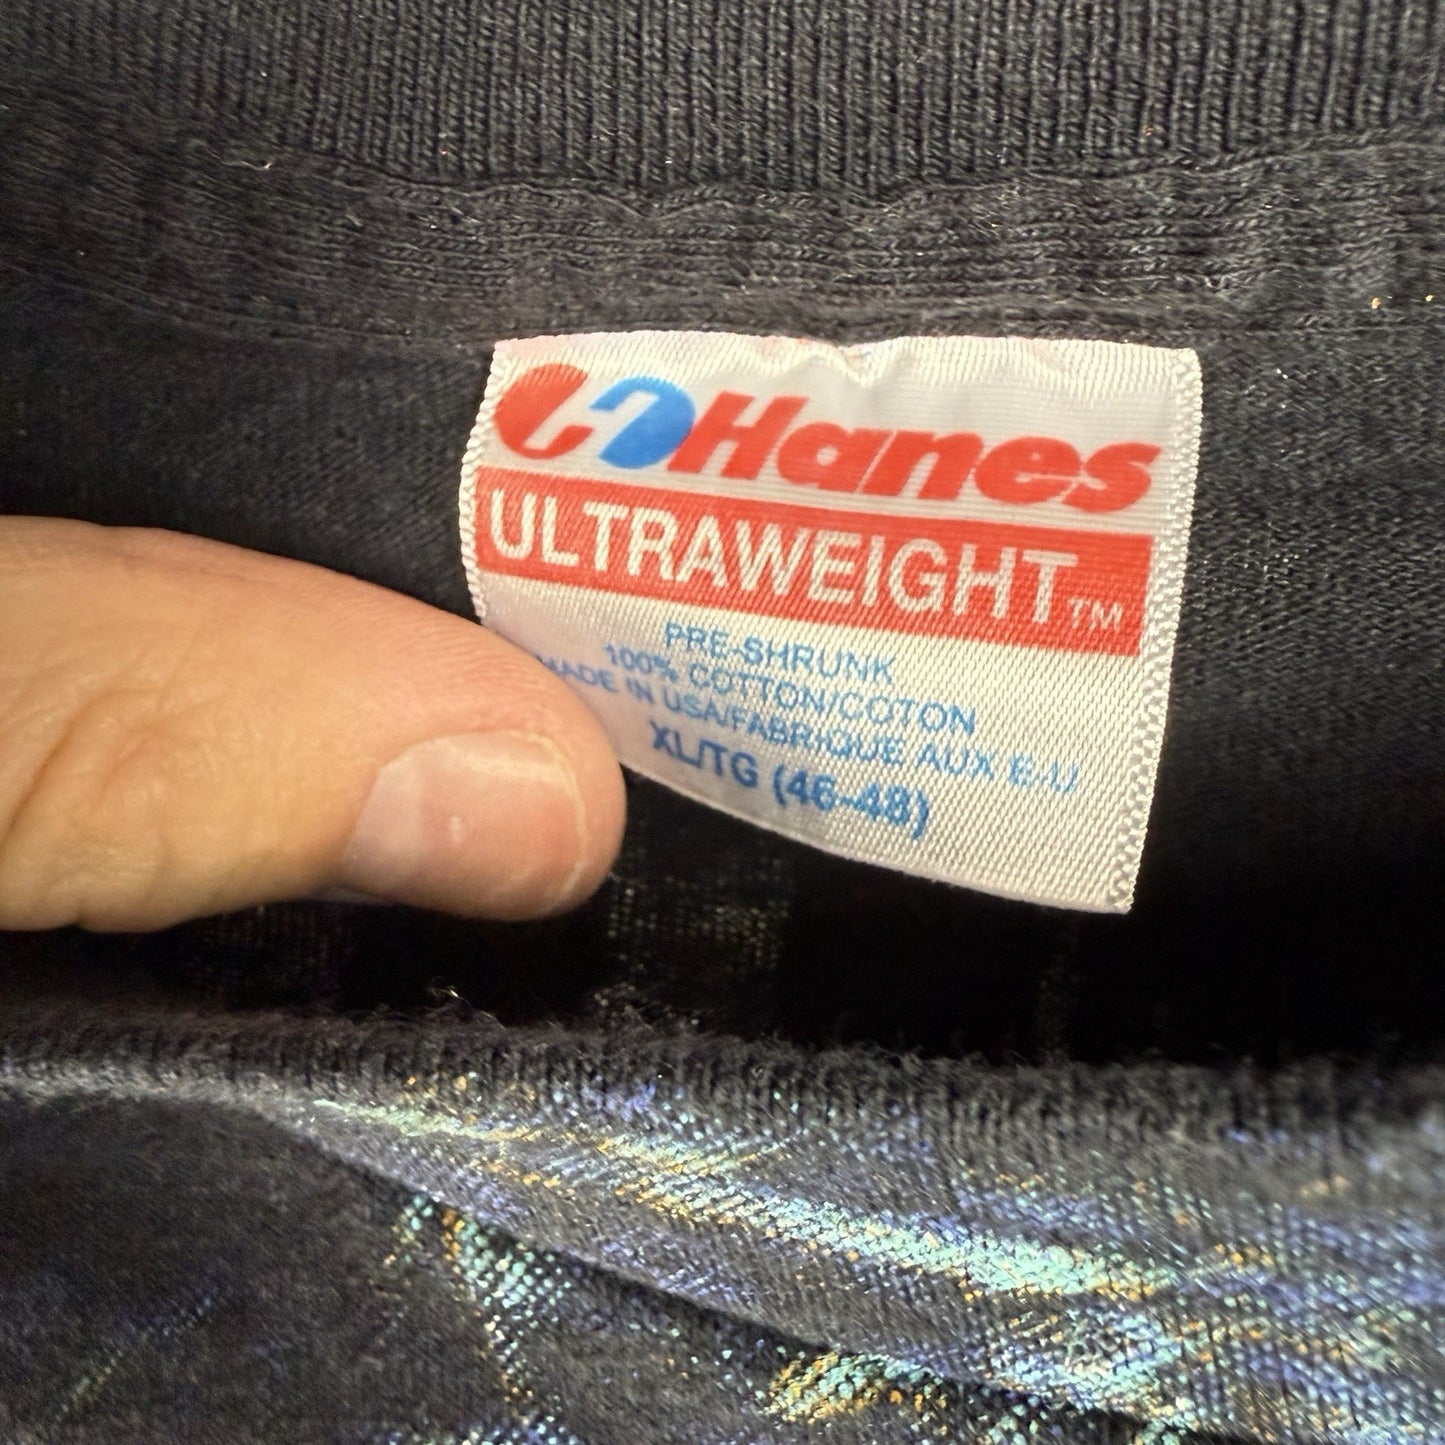 Hanes
ULTRAWEIGHT™
PRE-SHRUNK
100% COTTON/COTON
MADE IN USA/FABRIQUE AUX E-U
XL/TG (46-48)